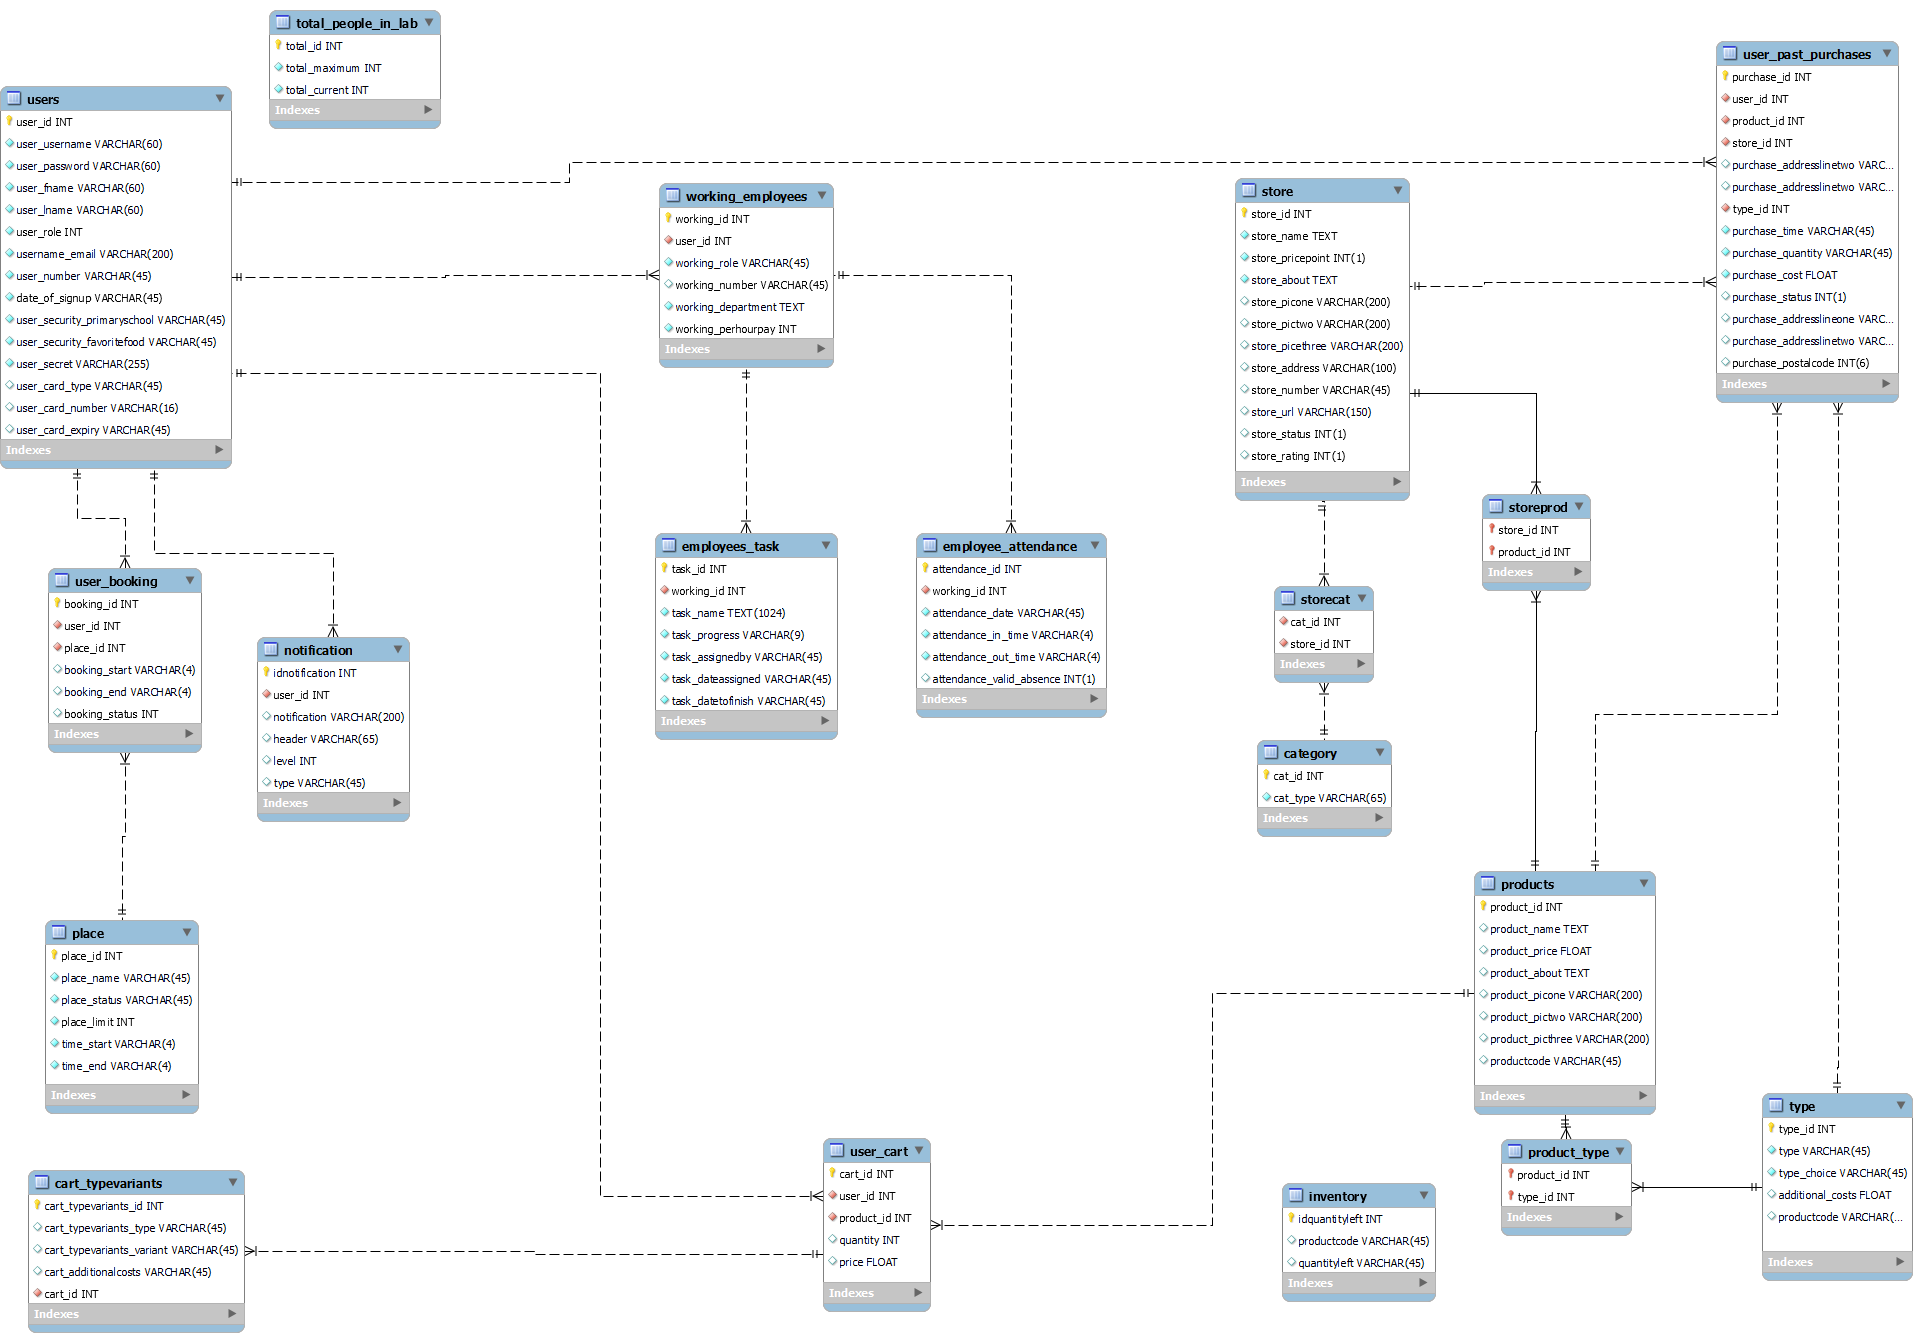 total_people_in_lab
total_id INT
total_maximum INT
total_current INT
Indexes
users
user_id INT
user_username VARCHAR(60)
user_password VARCHAR(60)
user_fname VARCHAR(60)
user_lname VARCHAR(60)
user_role INT
username_email VARCHAR(200)
user_number VARCHAR(45)
date_of_signup VARCHAR(45)
user_security_primaryschool VARCHAR(45)
user_security_favoritefood VARCHAR(45)
user_secret VARCHAR(255)
user_card_type VARCHAR(45)
user_card_number VARCHAR(16)
user_card_expiry VARCHAR(45)
Indexes
working_employees
working_id INT
user_id INT
working_role VARCHAR(45)
working_number VARCHAR(45)
working_department TEXT
working_perhourpay INT
Indexes
store
store_id INT
store_name TEXT
store_pricepoint INT(1)
store_about TEXT
store_picone VARCHAR(200)
store_pictwo VARCHAR(200)
store_picethree VARCHAR(200)
store_address VARCHAR(100)
store_number VARCHAR(45)
store_url VARCHAR(150)
store_status INT(1)
store_rating INT(1)
Indexes
user_past_purchases
purchase_id INT
user_id INT
product_id INT
store_id INT
purchase_addresslinetwo VARC...
purchase_addresslinetwo VARC...
type_id INT
purchase_time VARCHAR(45)
purchase_quantity VARCHAR(45)
purchase_cost FLOAT
purchase_status INT(1)
purchase_addresslineone VARC...
purchase_addresslinetwo VARC...
purchase_postalcode INT(6)
Indexes
storeprod
store_id INT
product_id INT
Indexes
user_booking
booking_id INT
user_id INT
place_id INT
booking_start VARCHAR(4)
booking_end VARCHAR(4)
booking_status INT
Indexes
notification
idnotification INT
user_id INT
notification VARCHAR(200)
header VARCHAR(65)
level INT
type VARCHAR(45)
Indexes
employees_task
task_id INT
working_id INT
task_name TEXT(1024)
task_progress VARCHAR(9)
task_assignedby VARCHAR(45)
task_dateassigned VARCHAR(45)
task_datetofinish VARCHAR(45)
Indexes
employee_attendance
attendance_id INT
working_id INT
attendance_date VARCHAR(45)
attendance_in_time VARCHAR(4)
attendance_out_time VARCHAR(4)
attendance_valid_absence INT(1)
Indexes
storecat
cat_id INT
store_id INT
Indexes
category
cat_id INT
cat_type VARCHAR(65)
Indexes
place
place_id INT
place_name VARCHAR(45)
place_status VARCHAR(45)
place_limit INT
time_start VARCHAR(4)
time_end VARCHAR(4)
Indexes
products
product_id INT
product_name TEXT
product_price FLOAT
product_about TEXT
product_picone VARCHAR(200)
product_pictwo VARCHAR(200)
product_picthree VARCHAR(200)
productcode VARCHAR(45)
Indexes
type
type_id INT
type VARCHAR(45)
type_choice VARCHAR(45)
additional_costs FLOAT
productcode VARCHAR(...
Indexes
product_type
product_id INT
type_id INT
Indexes
user_cart
cart_id INT
user_id INT
product_id INT
quantity INT
price FLOAT
Indexes
cart_typevariants
cart_typevariants_id INT
cart_typevariants_type VARCHAR(45)
cart_typevariants_variant VARCHAR(45)
cart_additionalcosts VARCHAR(45)
cart_id INT
Indexes
inventory
idquantityleft INT
productcode VARCHAR(45)
quantityleft VARCHAR(45)
Indexes